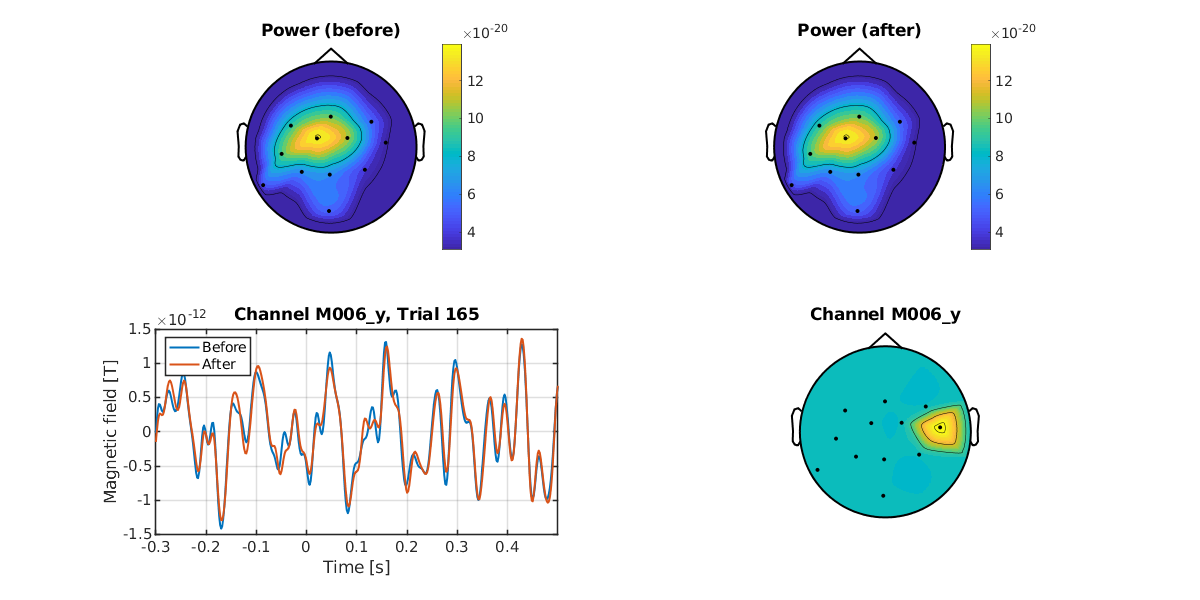 Power (before)
×10-20
12
10
8
6
4
Power (after)
×10-20
12
10
8
6
4
Channel M006_y, Trial 165
×10-12
Before
After
1.5
1
0.5
0
-0.5
-1
-1.5
Magnetic field [T]
-0.3 -0.2 -0.1 0 0.1 0.2 0.3 0.4
Time [s]
Channel M006_y